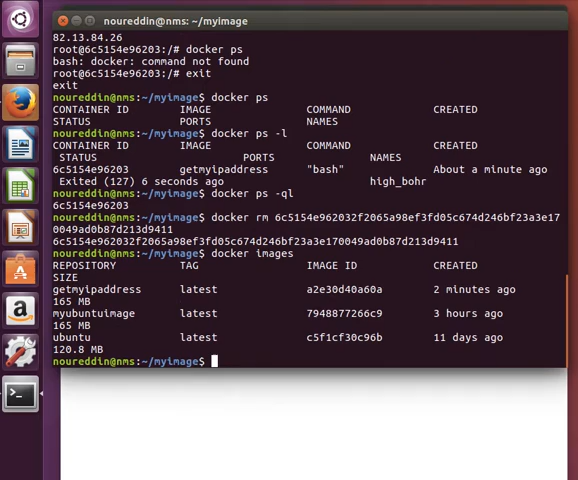 noureddin@nms: ~/myimage
82.13.84.26
root@6c5154e96203:/# docker ps
bash: docker: command not found
root@6c5154e96203:/# exit
exit
noureddin@nms:~/myimage$ docker ps
CONTAINER ID IMAGE COMMAND CREATED
STATUS PORTS NAMES
noureddin@nms:~/myimage$ docker ps -l
CONTAINER ID IMAGE COMMAND CREATED
STATUS PORTS NAMES
6c5154e96203 getmyipaddress "bash" About a minute ago
Exited (127) 6 seconds ago high_bohr
noureddin@nms:~/myimage$ docker ps -ql
6c5154e96203
noureddin@nms:~/myimage$ docker rm 6c5154e962032f2065a98ef3fd05c674d246bf23a3e17
0049ad0b87d213d9411
6c5154e962032f2065a98ef3fd05c674d246bf23a3e170049ad0b87d213d9411
noureddin@nms:~/myimage$ docker images
REPOSITORY TAG IMAGE ID CREATED
SIZE
getmyipaddress latest a2e30d40a60a 2 minutes ago
165 MB
myubuntuimage latest 7948877266c9 3 hours ago
165 MB
ubuntu latest c5f1cf30c96b 11 days ago
120.8 MB
noureddin@nms:~/myimage$